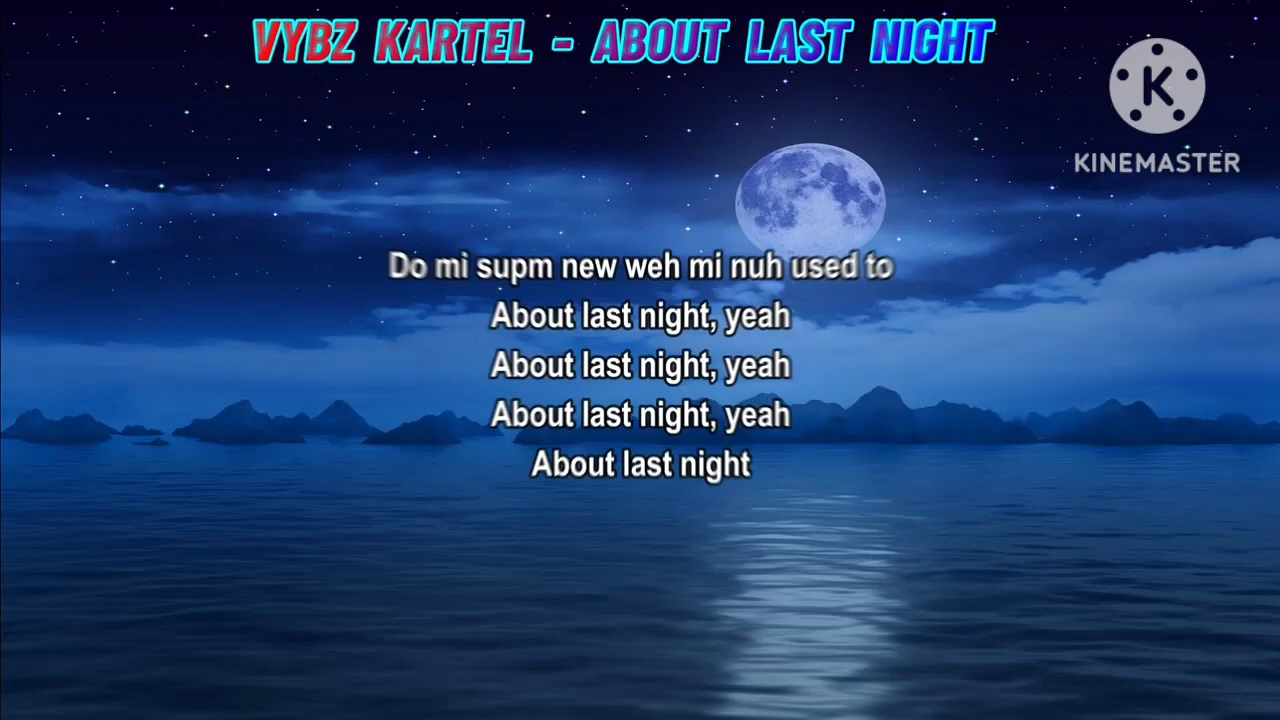 VYBZ KARTEL - ABOUT LAST NIGHT
K
KINEMASTER
Do mi supm new weh mi nuh used to
About last night, yeah
About last night, yeah
About last night, yeah
About last night